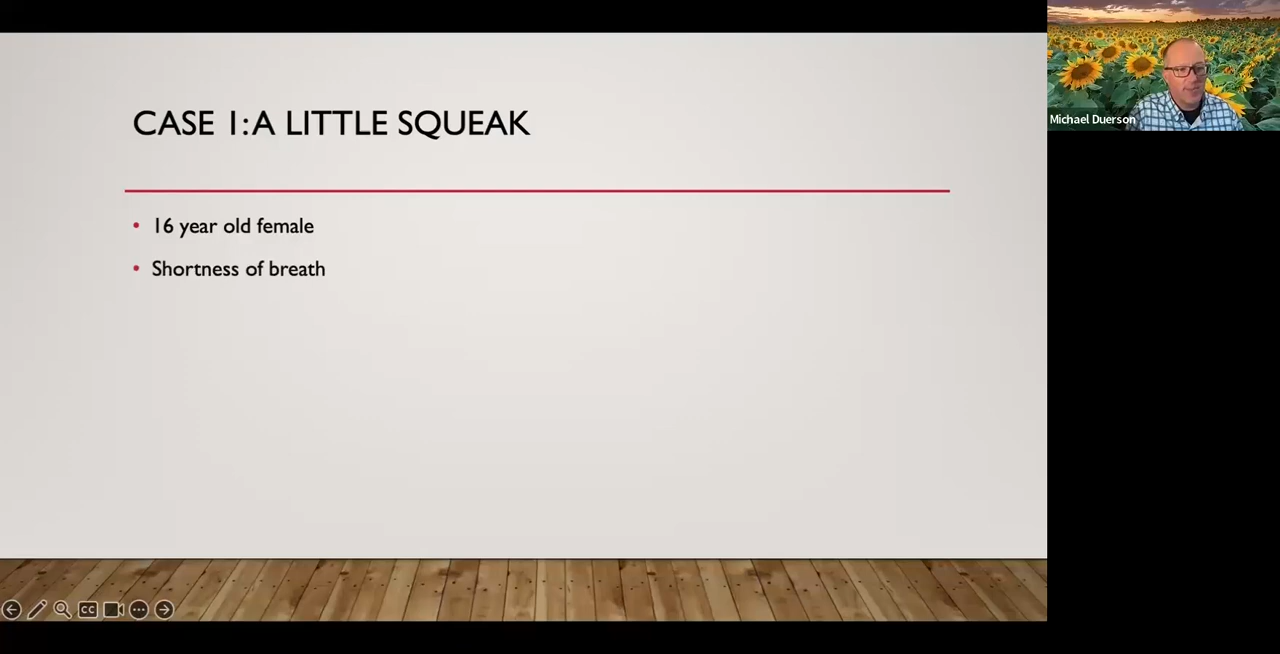 CASE 1: A LITTLE SQUEAK
• 16 year old female
• Shortness of breath
Michael Duerson
CC